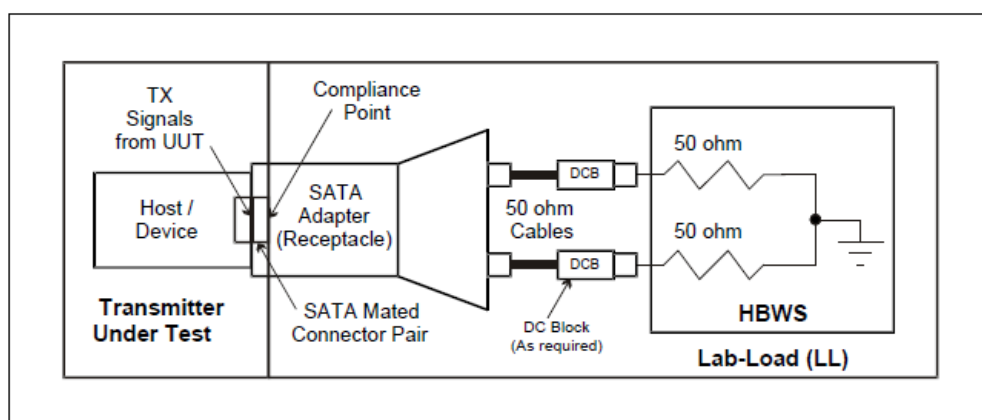 TX
Signals
from UUT
Compliance
Point
Host /
Device
SATA
Adapter
(Receptacle)
50 ohm
Cables
DCB
DCB
50 ohm
50 ohm
HBWS
Transmitter
Under Test
SATA Mated
Connector Pair
DC Block
(As required)
Lab-Load (LL)